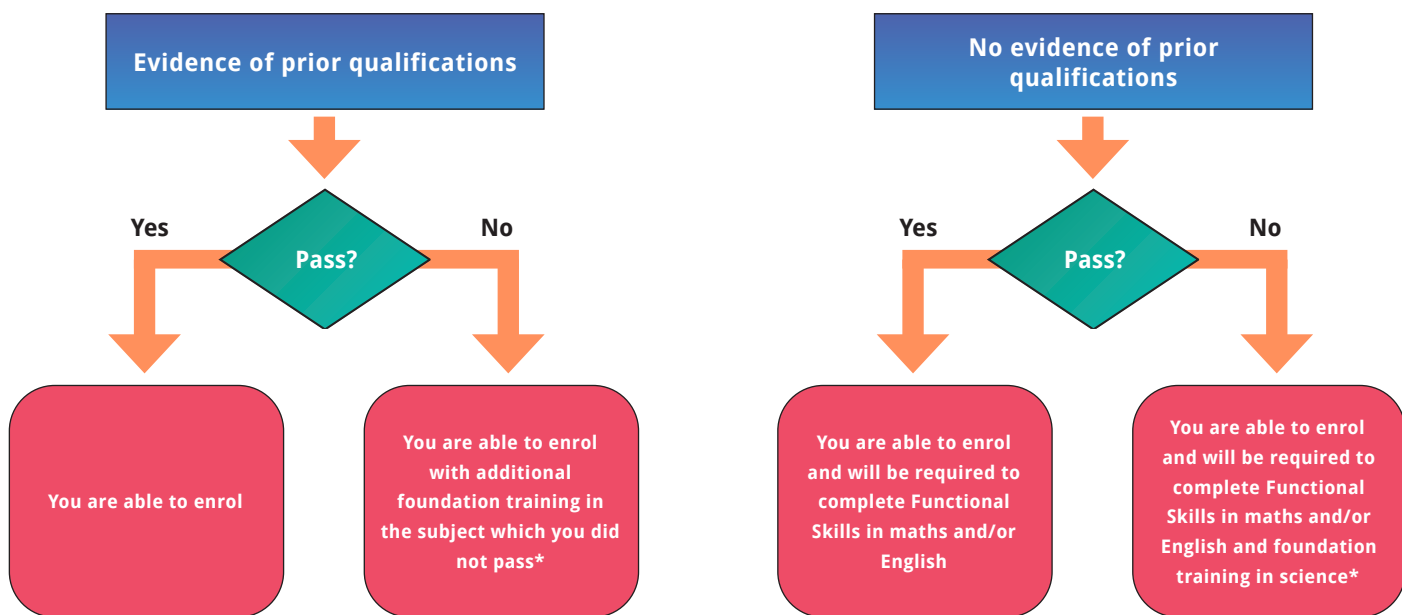 Evidence of prior qualifications
No evidence of prior
qualifications
Yes
No
Pass?
Yes
No
Pass?
You are able to enrol
You are able to enrol
with additional
foundation training in
the subject which you did
not pass*
You are able to enrol
and will be required to
complete Functional
Skills in maths and/or
English
You are able to enrol
and will be required to
complete Functional
Skills in maths and/or
English and foundation
training in science*